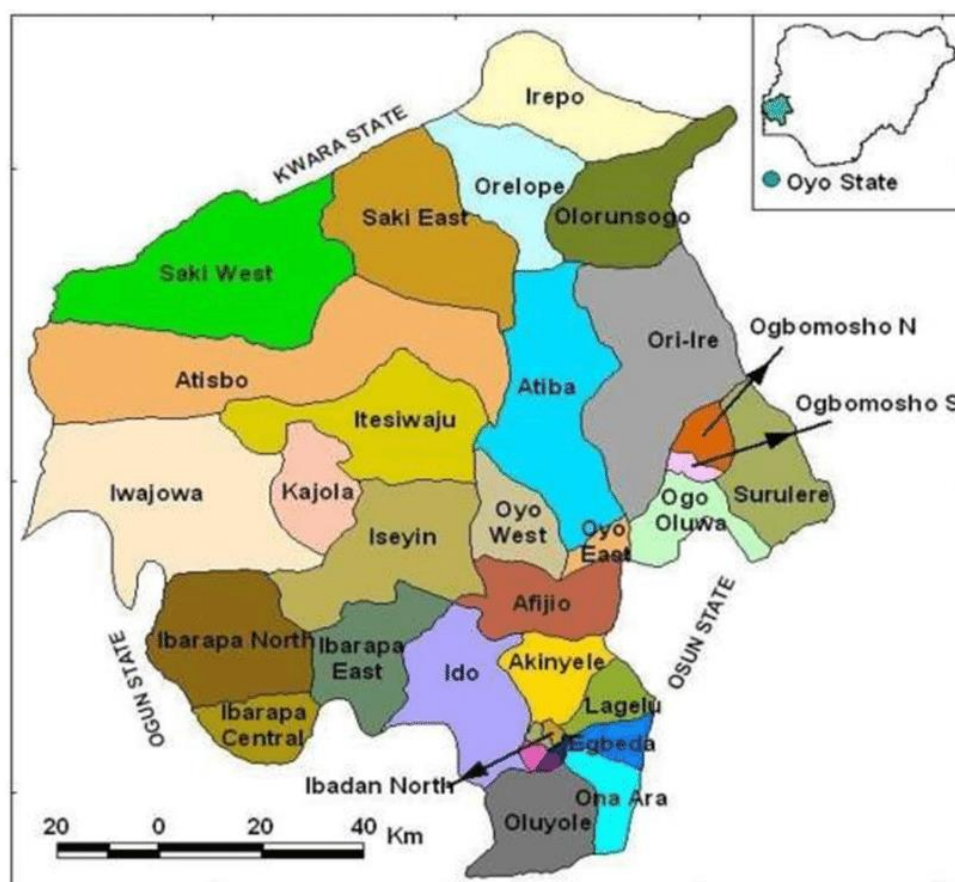 Irepo
KWARA STATE
Orelope
Oyo State
Saki East
Olorunsogo
Saki West
Ogbomosho N
Ori-Ire
Atisbo
Atiba
Ogbomosho S
Itesiwaju
Iwajowa
Kajola
Ogo
Oluwa
Surulere
Oyo
West
Iseyin
Oyo
East
Afijio
OSUN STATE
OGUN STATE
Ibarapa North
Ibarapa
East
Ido
Akinyele
Lagelu
Ibarapa
Central
Egbeda
Ibadan North
Ona Ara
Oluyole
20 0 20 40 Km